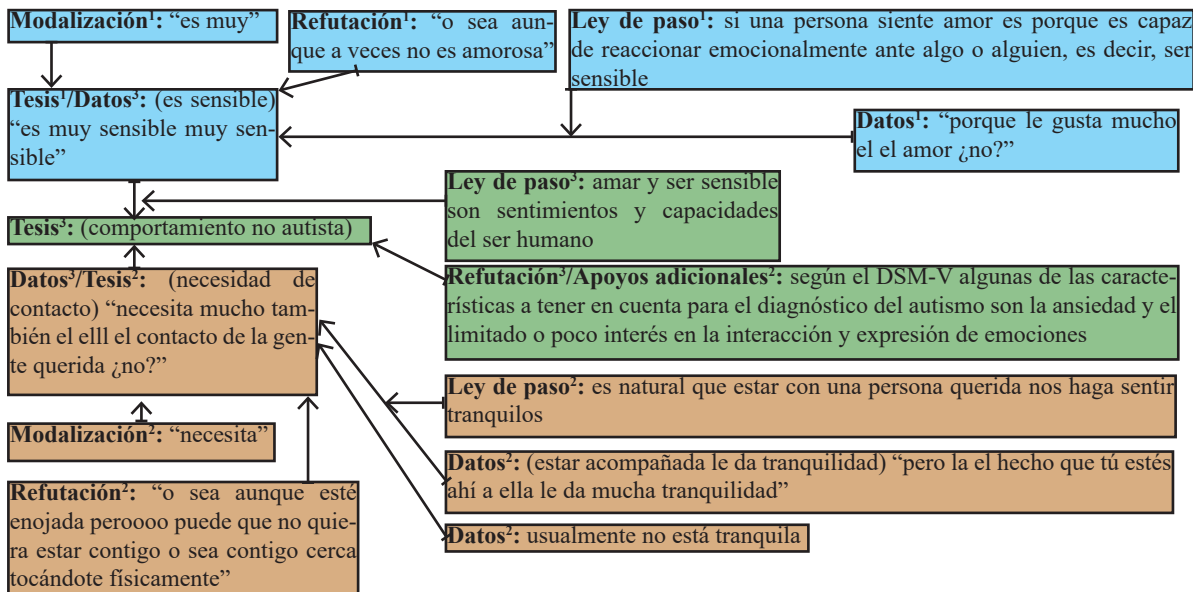 Modalización¹: “es muy”
Refutación¹: “o sea aun-
que a veces no es amorosa”
Ley de paso¹: si una persona siente amor es porque es capaz
de reaccionar emocionalmente ante algo o alguien, es decir, ser
sensible
Tesis¹/Datos³: (es sensible)
“es muy sensible muy sen-
sible”
Datos¹: “porque le gusta mucho
el el amor ¿no?”
Ley de paso³: amar y ser sensible
son sentimientos y capacidades
del ser humano
Tesis³: (comportamiento no autista)
Datos³/Tesis²: (necesidad de
contacto) “necesita mucho tam-
bién el elll el contacto de la gen-
te querida ¿no?”
Refutación³/Apoyos adicionales²: según el DSM-V algunas de las caracte-
rísticas a tener en cuenta para el diagnóstico del autismo son la ansiedad y el
limitado o poco interés en la interacción y expresión de emociones
Ley de paso²: es natural que estar con una persona querida nos haga sentir
tranquilos
Modalización²: “necesita”
Datos²: (estar acompañada le da tranquilidad) “pero la el hecho que tú estés
ahí a ella le da mucha tranquilidad”
Refutación²: “o sea aunque esté
enojada peroooo puede que no quie-
ra estar contigo o sea contigo cerca
tocándote físicamente”
Datos²: usualmente no está tranquila